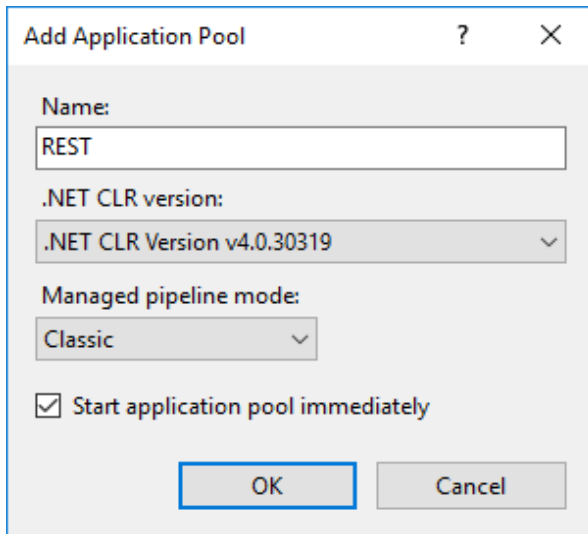 Add Application Pool ?
Name:
REST
.NET CLR version:
.NET CLR Version v4.0.30319
Managed pipeline mode:
Classic
Start application pool immediately
OK Cancel